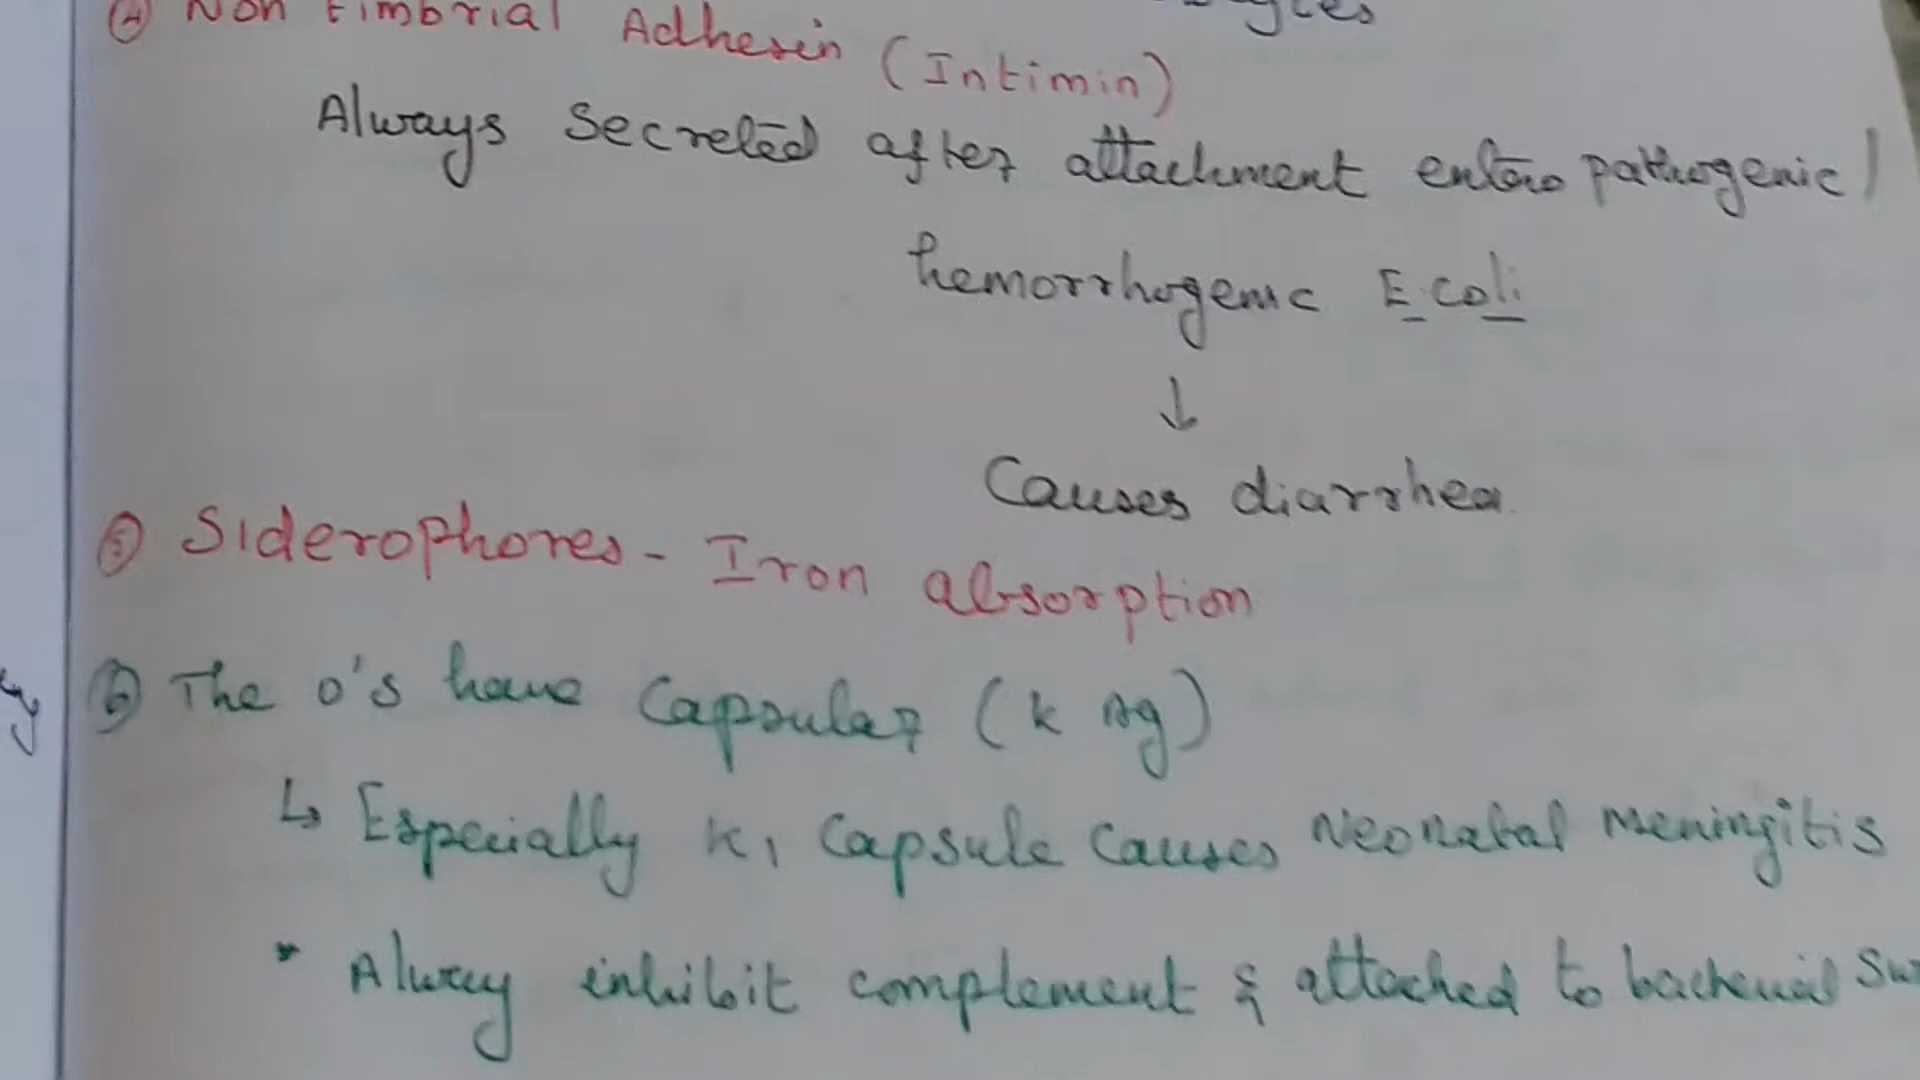 ④ Non Fimbrial Adhesin (Intimin)
Always Secreted after attachment entero pathogenic /
hemorrhogenic E.coli
↓
Causes diarrhea
⑤ Siderophores - Iron absorption
⑥ The O's have Capsular (K Ag)
↳ Especially K1 Capsule Causes Neonatal meningitis
* Alway inhibit complement & attached to bacterial